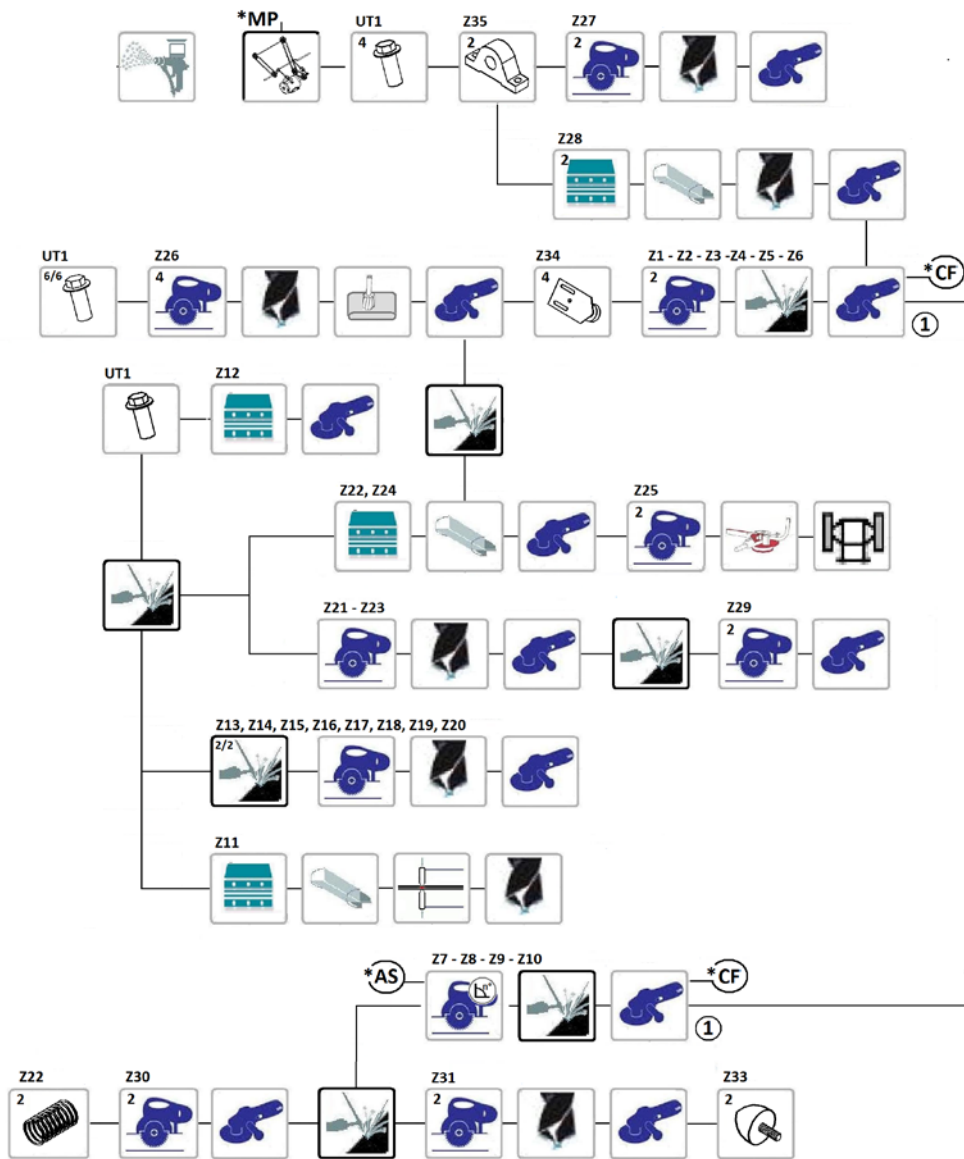 *MP
UT1
Z35
Z27
4
2
2
Z28
2
UT1
Z26
Z34
Z1 - Z2 - Z3 -Z4 - Z5 - Z6
*CF
6/6
4
4
2
1
UT1
Z12
Z22, Z24
Z25
2
Z21 - Z23
Z29
2
Z13, Z14, Z15, Z16, Z17, Z18, Z19, Z20
2/2
Z11
*AS
Z7 - Z8 - Z9 - Z10
*CF
n°
1
Z22
Z30
Z31
Z33
2
2
2
2